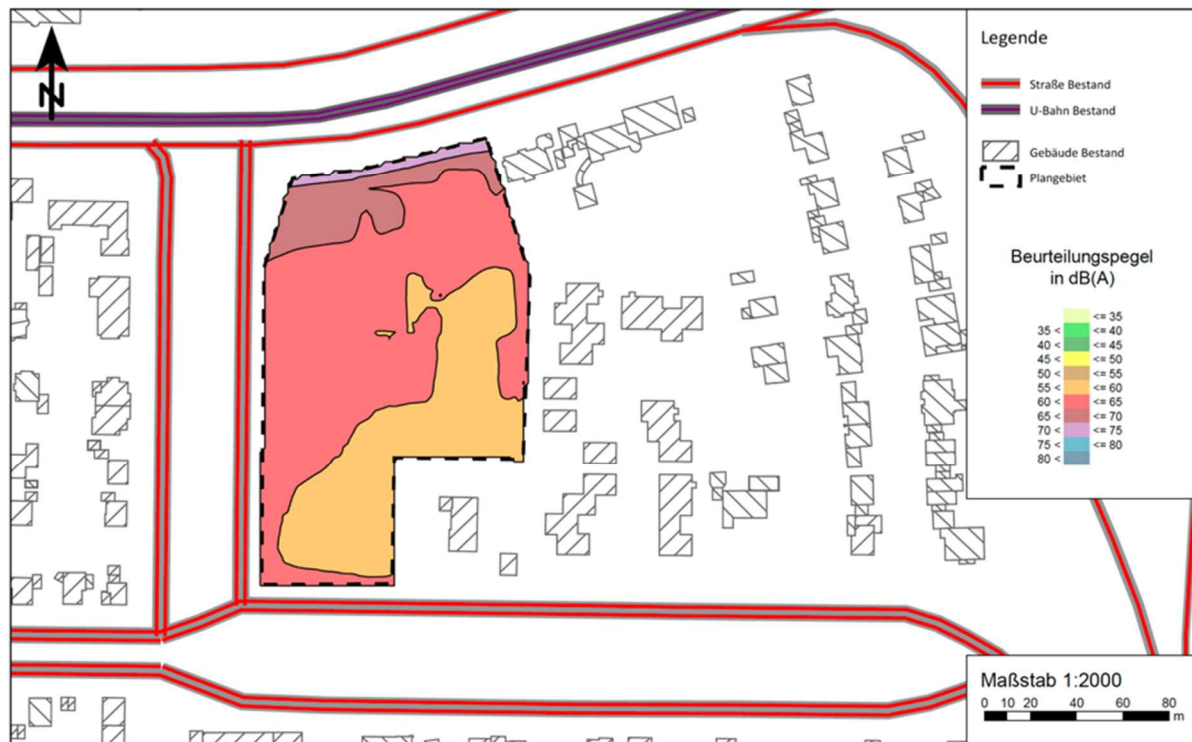 N
Legende
Straße Bestand
U-Bahn Bestand
Gebäude Bestand
Plangebiet
Beurteilungspegel
in dB(A)
<= 35
35 < <= 40
40 < <= 45
45 < <= 50
50 < <= 55
55 < <= 60
60 < <= 65
65 < <= 70
70 < <= 75
75 < <= 80
80 <
Maßstab 1:2000
0 10 20 40 60 80
m